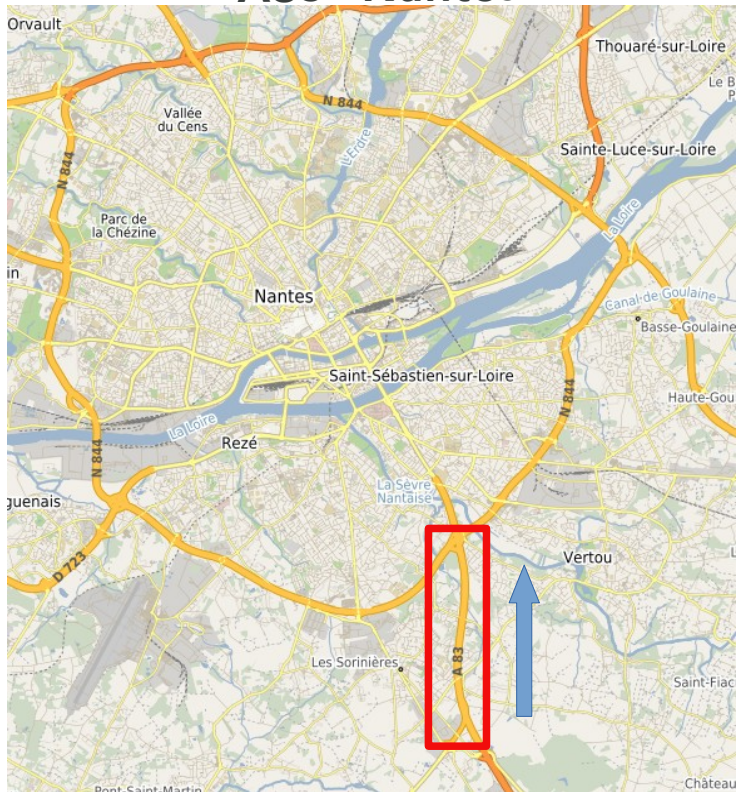 Orvault
Thouaré-sur-Loire
N 844
L'Erdre
Vallée
du Cens
Sainte-Luce-sur-Loire
N 844
Parc de
la Chézine
La Loire
in
Nantes
Canal de Goulaine
Basse-Goulaine
Saint-Sébastien-sur-Loire
N 844
Haute-Gou
La Loire
Rezé
N 844
La Sèvre
Nantaise
guenais
D 723
Vertou
Les Sorinières
A 83
Saint-Fiac
Pont-Saint-Martin
Château